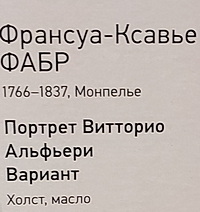 Франсуа-Ксавье
ФАБР
1766–1837, Монпелье
Портрет Витторио
Альфьери
Вариант
Холст, масло